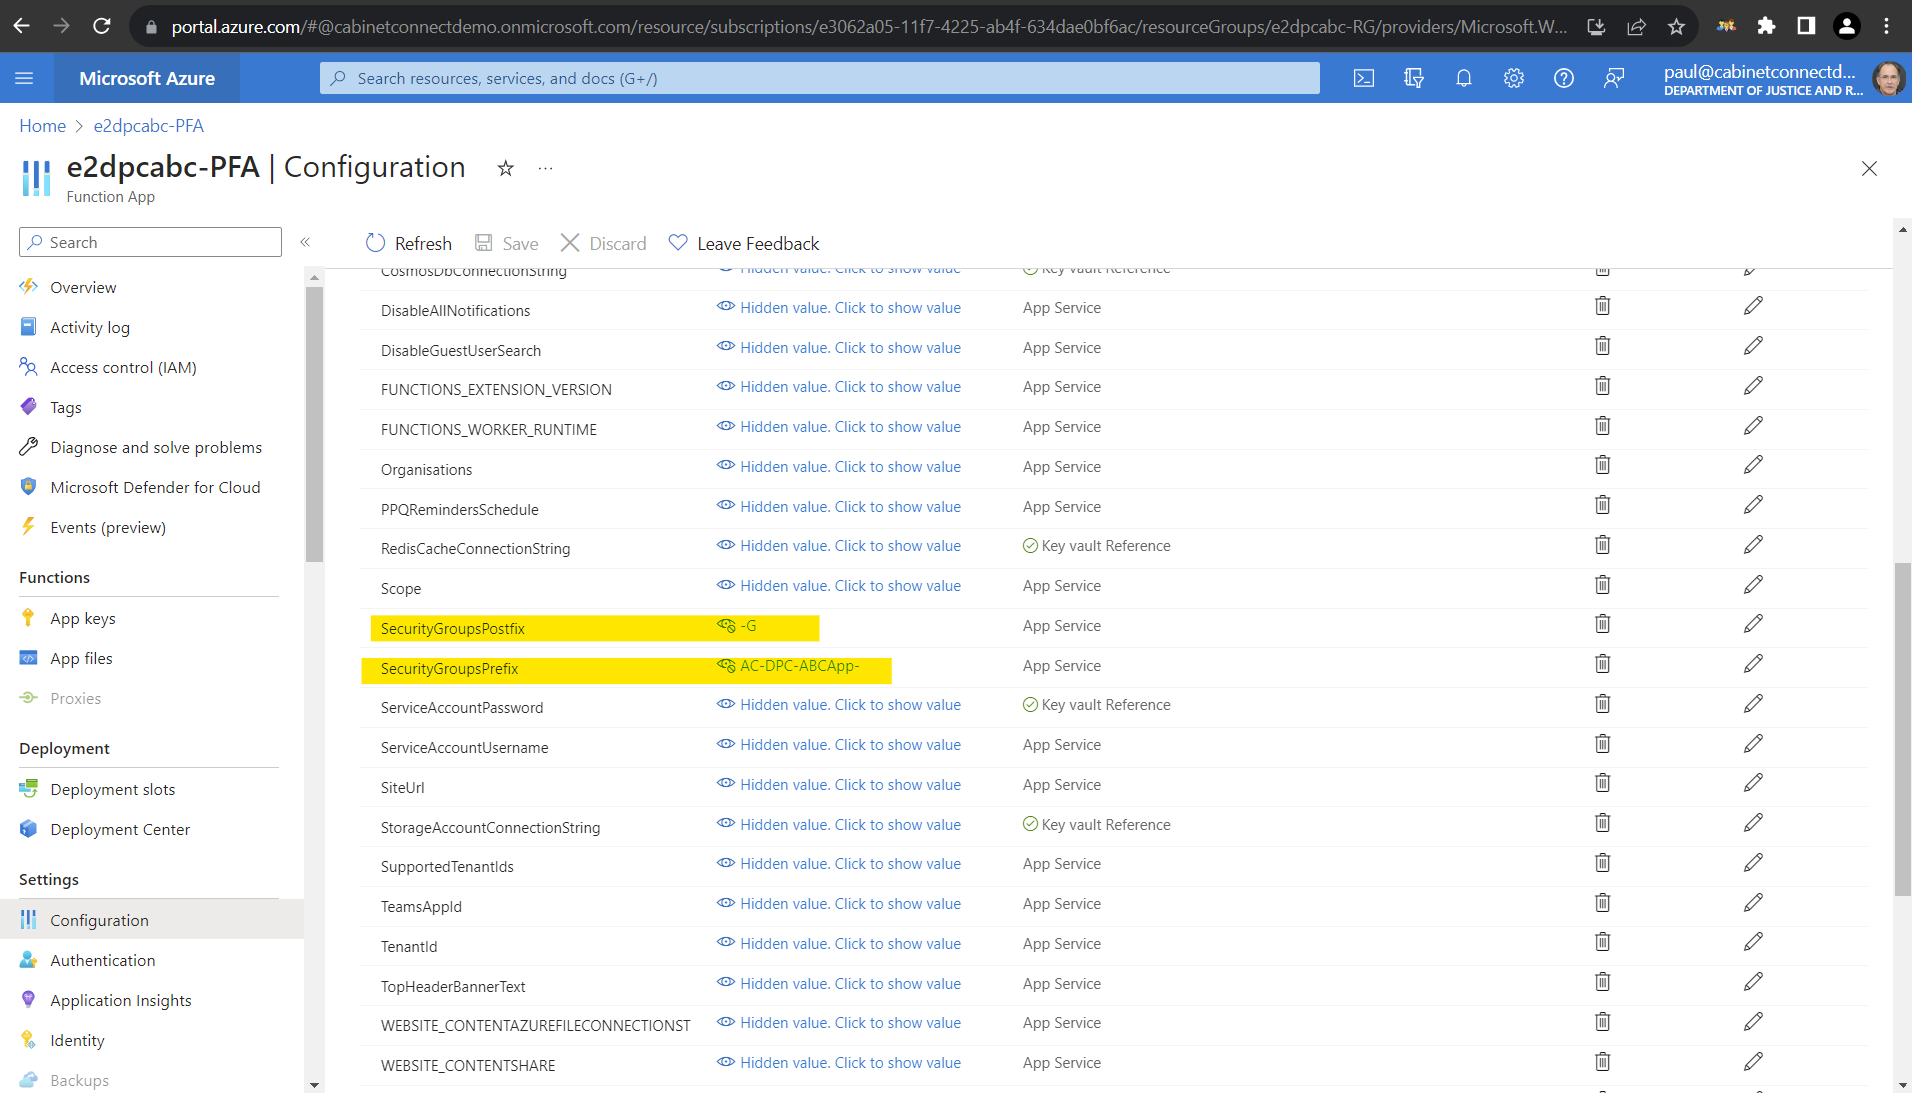 portal.azure.com/#@cabinetconnectdemo.onmicrosoft.com/resource/subscriptions/e3062a05-11f7-4225-ab4f-634dae0bf6ac/resourceGroups/e2dpcabc-RG/providers/Microsoft.W...
Microsoft Azure
Search resources, services, and docs (G+/)
paul@cabinetconnectd...
DEPARTMENT OF JUSTICE AND R...
Home > e2dpcabc-PFA
e2dpcabc-PFA | Configuration
Function App
Search
Refresh Save Discard Leave Feedback
Overview
Activity log
Access control (IAM)
Tags
Diagnose and solve problems
Microsoft Defender for Cloud
Events (preview)
Functions
App keys
App files
Proxies
Deployment
Deployment slots
Deployment Center
Settings
Configuration
Authentication
Application Insights
Identity
Backups
CosmosDbConnectionString Hidden value. Click to show value Key vault Reference
DisableAllNotifications Hidden value. Click to show value App Service
DisableGuestUserSearch Hidden value. Click to show value App Service
FUNCTIONS_EXTENSION_VERSION Hidden value. Click to show value App Service
FUNCTIONS_WORKER_RUNTIME Hidden value. Click to show value App Service
Organisations Hidden value. Click to show value App Service
PPQRemindersSchedule Hidden value. Click to show value App Service
RedisCacheConnectionString Hidden value. Click to show value Key vault Reference
Scope Hidden value. Click to show value App Service
SecurityGroupsPostfix -G App Service
SecurityGroupsPrefix AC-DPC-ABCApp- App Service
ServiceAccountPassword Hidden value. Click to show value Key vault Reference
ServiceAccountUsername Hidden value. Click to show value App Service
SiteUrl Hidden value. Click to show value App Service
StorageAccountConnectionString Hidden value. Click to show value Key vault Reference
SupportedTenantIds Hidden value. Click to show value App Service
TeamsAppId Hidden value. Click to show value App Service
TenantId Hidden value. Click to show value App Service
TopHeaderBannerText Hidden value. Click to show value App Service
WEBSITE_CONTENTAZUREFILECONNECTIONST Hidden value. Click to show value App Service
WEBSITE_CONTENTSHARE Hidden value. Click to show value App Service